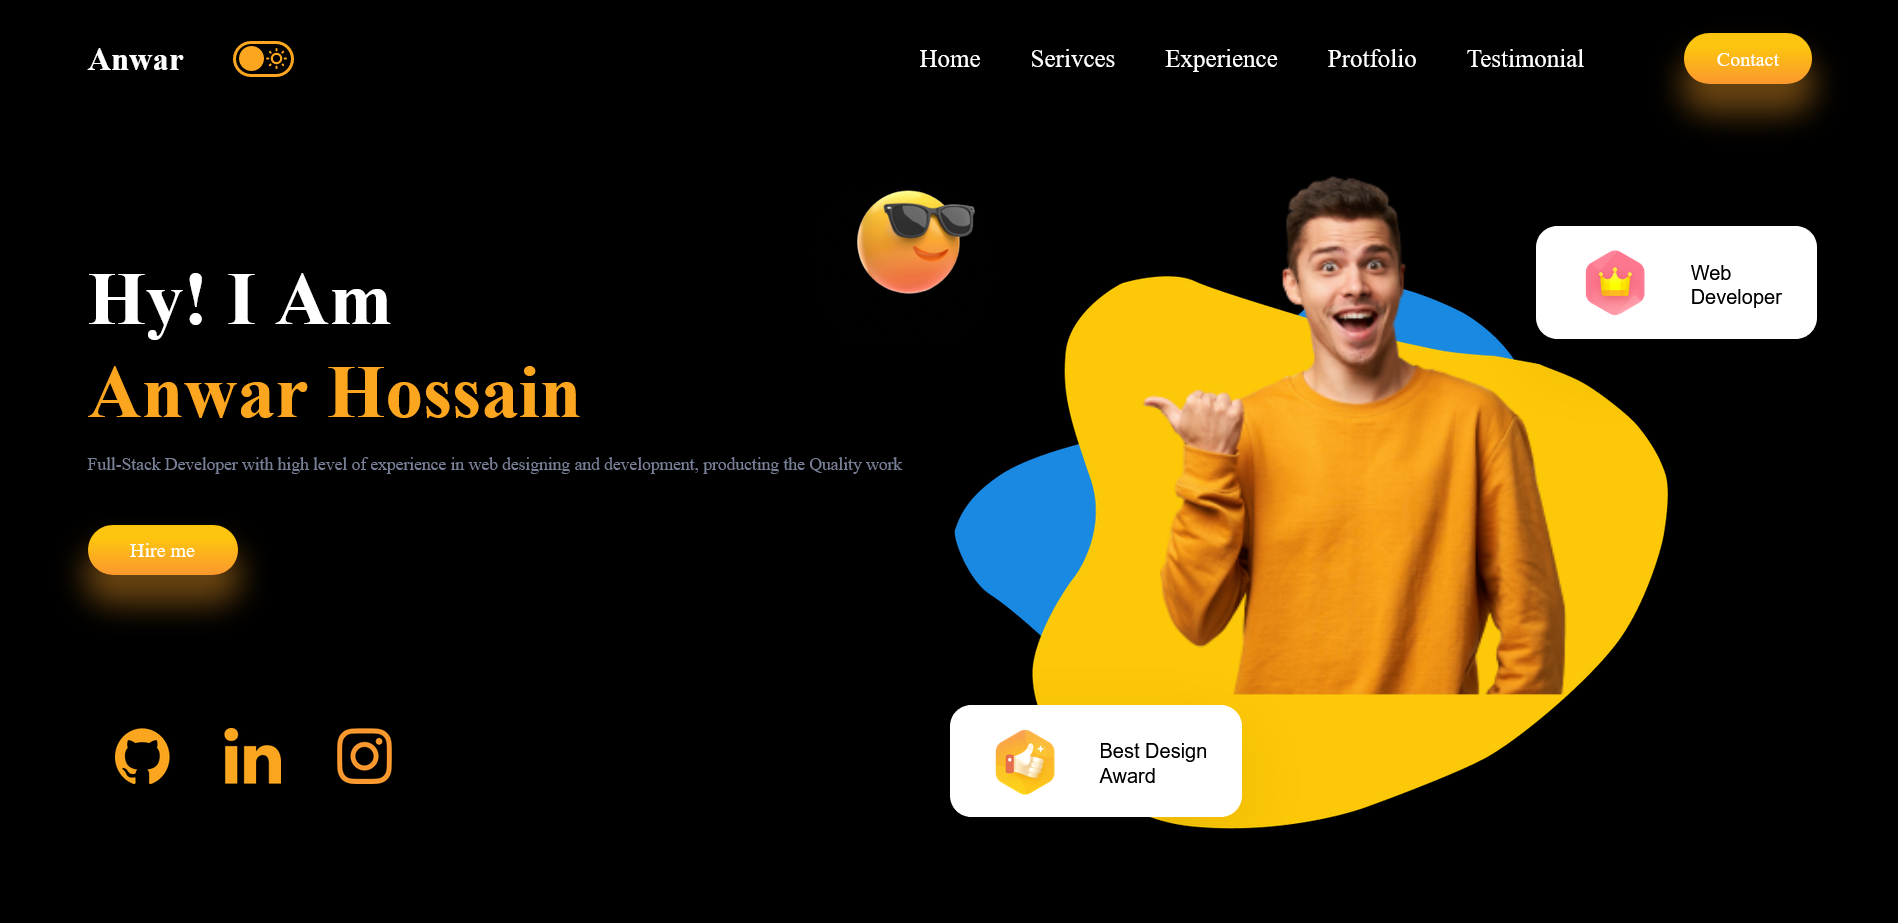 Anwar
Home
Serivces
Experience
Protfolio
Testimonial
Contact
Hy! I Am
Anwar Hossain
Full-Stack Developer with high level of experience in web designing and development, producting the Quality work
Hire me
Web
Developer
Best Design
Award